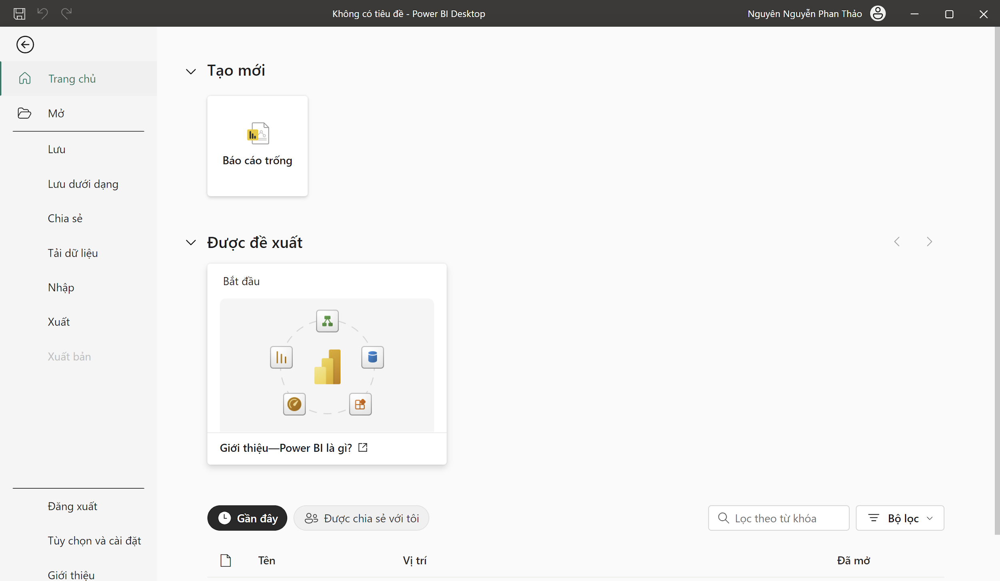 Không có tiêu đề - Power BI Desktop
Nguyên Nguyễn Phan Thảo
Trang chủ
Mở
Lưu
Lưu dưới dạng
Chia sẻ
Tải dữ liệu
Nhập
Xuất
Xuất bản
Đăng xuất
Tùy chọn và cài đặt
Giới thiệu
Tạo mới
Báo cáo trống
Được đề xuất
Bắt đầu
Giới thiệu—Power BI là gì?
Gần đây
Được chia sẻ với tôi
Lọc theo từ khóa
Bộ lọc
Tên
Vị trí
Đã mở